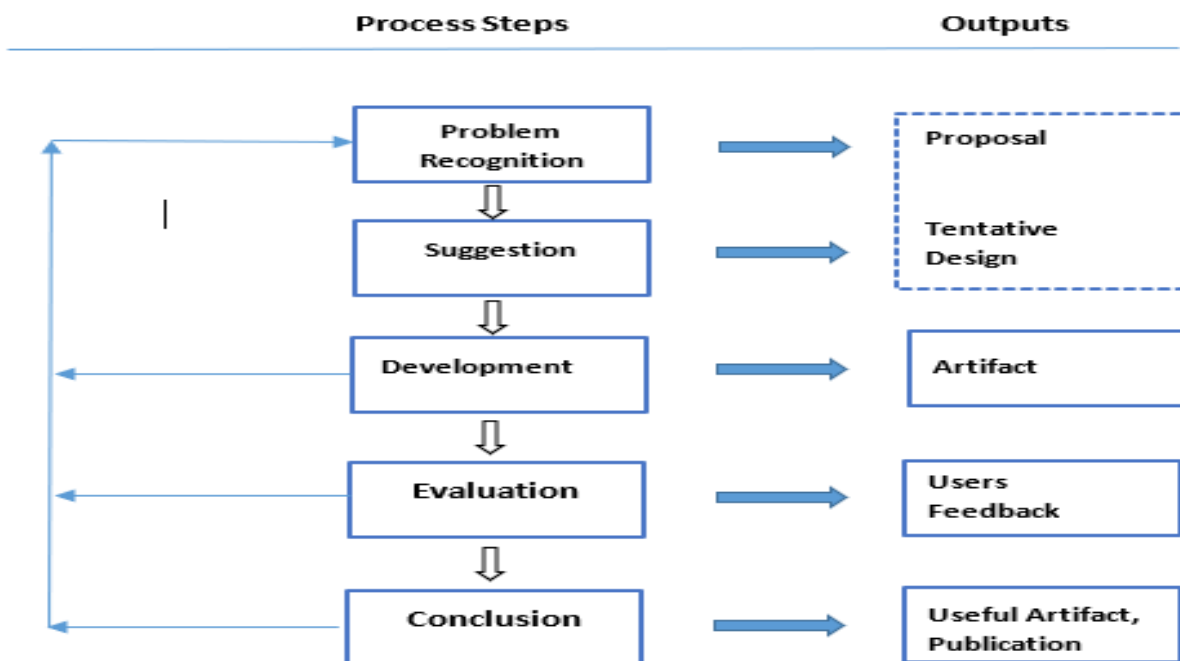 Process Steps
Outputs
Problem
Recognition
Proposal
Suggestion
Tentative
Design
Development
Artifact
Evaluation
Users
Feedback
Conclusion
Useful Artifact,
Publication